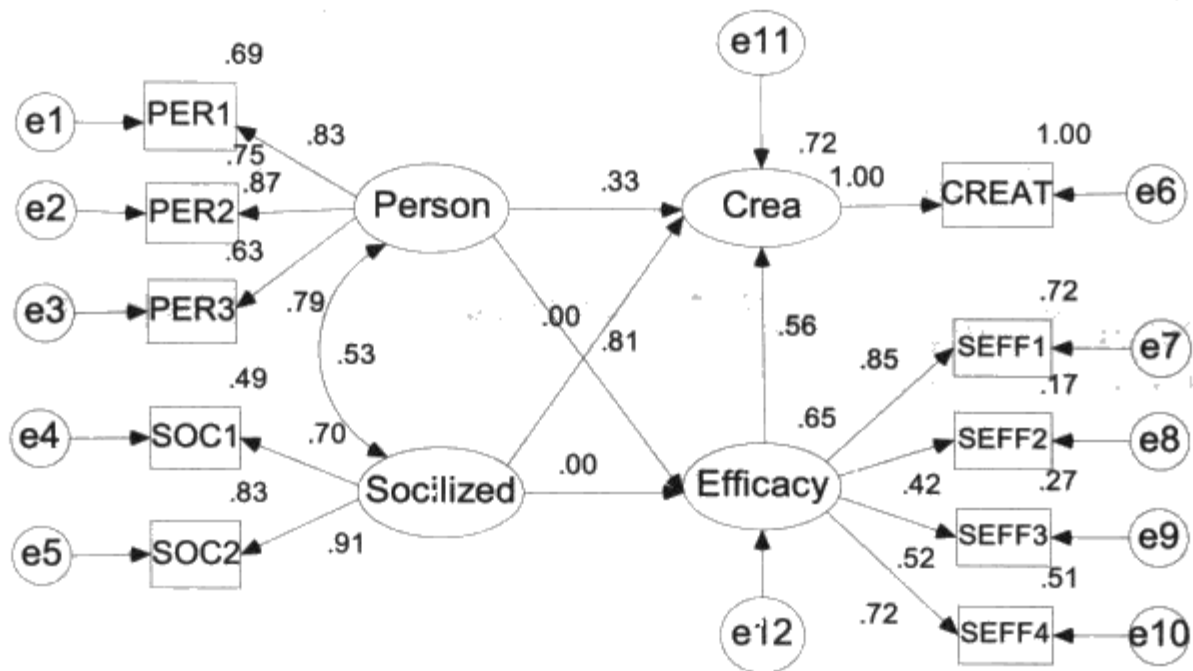 e11
.69
e1
PER1
.83
.72
1.00
.75
.87
.33
1.00
e2
PER2
Person
Crea
CREAT
e6
.63
e3
PER3
.79
.00
.81
.56
.72
.53
.85
SEFF1
e7
.49
.17
.70
.65
e4
SOC1
.00
SEFF2
e8
.83
Socilized
Efficacy
.42
.27
e5
SOC2
.91
.52
SEFF3
e9
.51
.72
e12
SEFF4
e10